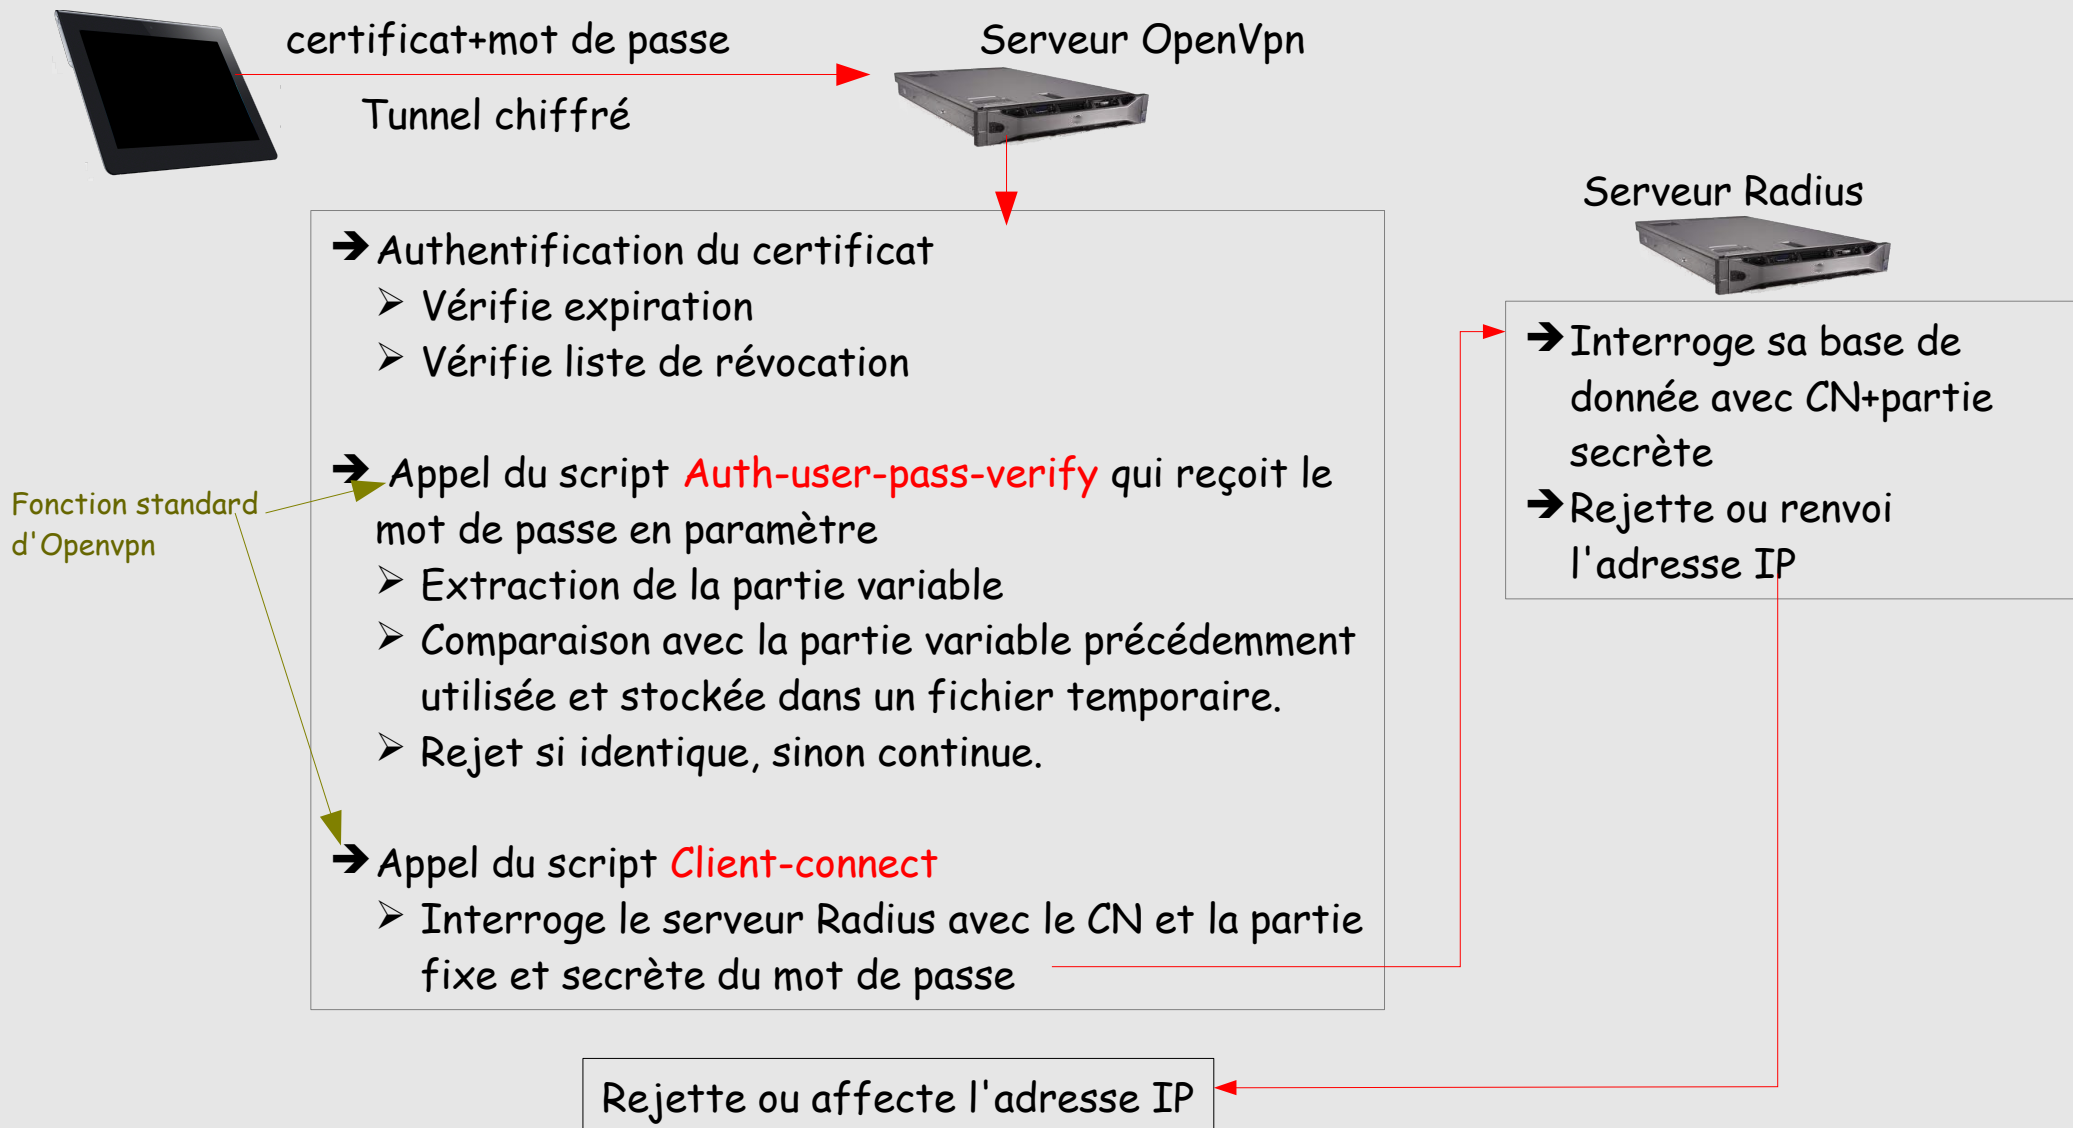 certificat+mot de passe
Tunnel chiffré
Serveur OpenVpn
Authentification du certificat
Vérifie expiration
Vérifie liste de révocation
Appel du script Auth-user-pass-verify qui reçoit le
mot de passe en paramètre
Extraction de la partie variable
Comparaison avec la partie variable précédemment
utilisée et stockée dans un fichier temporaire.
Rejet si identique, sinon continue.
Appel du script Client-connect
Interroge le serveur Radius avec le CN et la partie
fixe et secrète du mot de passe
Fonction standard
d'Openvpn
Serveur Radius
Interroge sa base de
donnée avec CN+partie
secrète
Rejette ou renvoi
l'adresse IP
Rejette ou affecte l'adresse IP